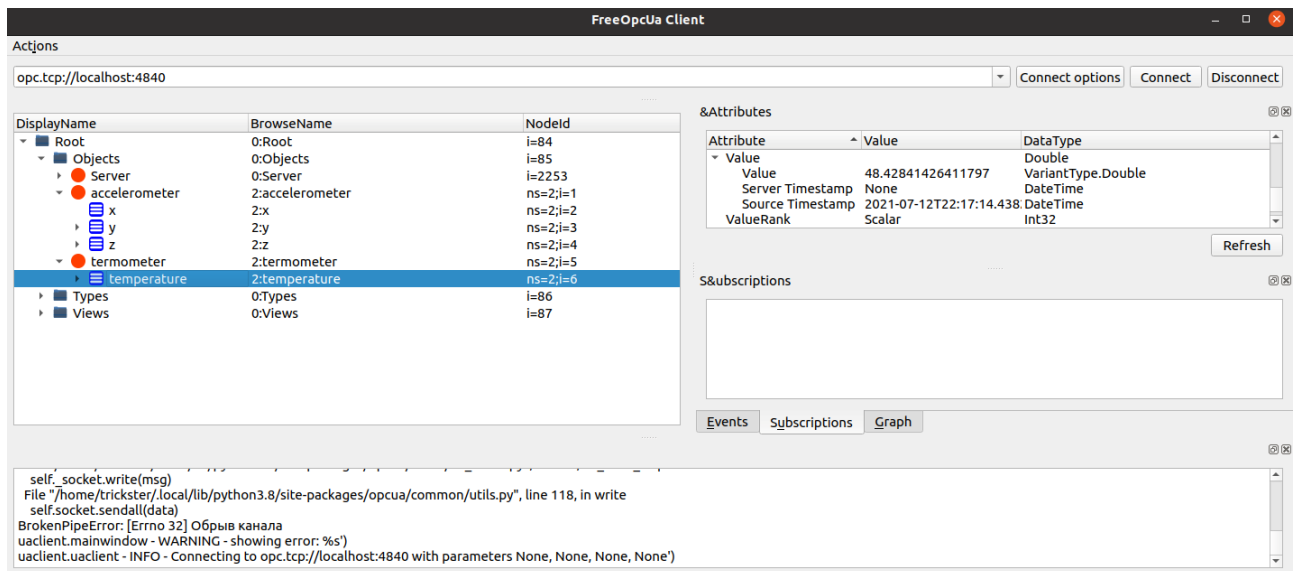 FreeOpcUa Client
Actions
opc.tcp://localhost:4840
Connect options
Connect
Disconnect
DisplayName BrowseName NodeId
Root 0:Root i=84
Objects 0:Objects i=85
Server 0:Server i=2253
accelerometer 2:accelerometer ns=2;i=1
x 2:x ns=2;i=2
y 2:y ns=2;i=3
z 2:z ns=2;i=4
termometer 2:termometer ns=2;i=5
temperature 2:temperature ns=2;i=6
Types 0:Types i=86
Views 0:Views i=87
&Attributes
Attribute Value DataType
Value Double
Value 48.42841426411797 VariantType.Double
Server Timestamp None DateTime
Source Timestamp 2021-07-12T22:17:14.438 DateTime
ValueRank Scalar Int32
Refresh
S&ubscriptions
Events Subscriptions Graph
self._socket.write(msg)
File "/home/trickster/.local/lib/python3.8/site-packages/opcua/common/utils.py", line 118, in write
self.socket.sendall(data)
BrokenPipeError: [Errno 32] Обрыв канала
uaclient.mainwindow - WARNING - showing error: %s')
uaclient.uaclient - INFO - Connecting to opc.tcp://localhost:4840 with parameters None, None, None, None')